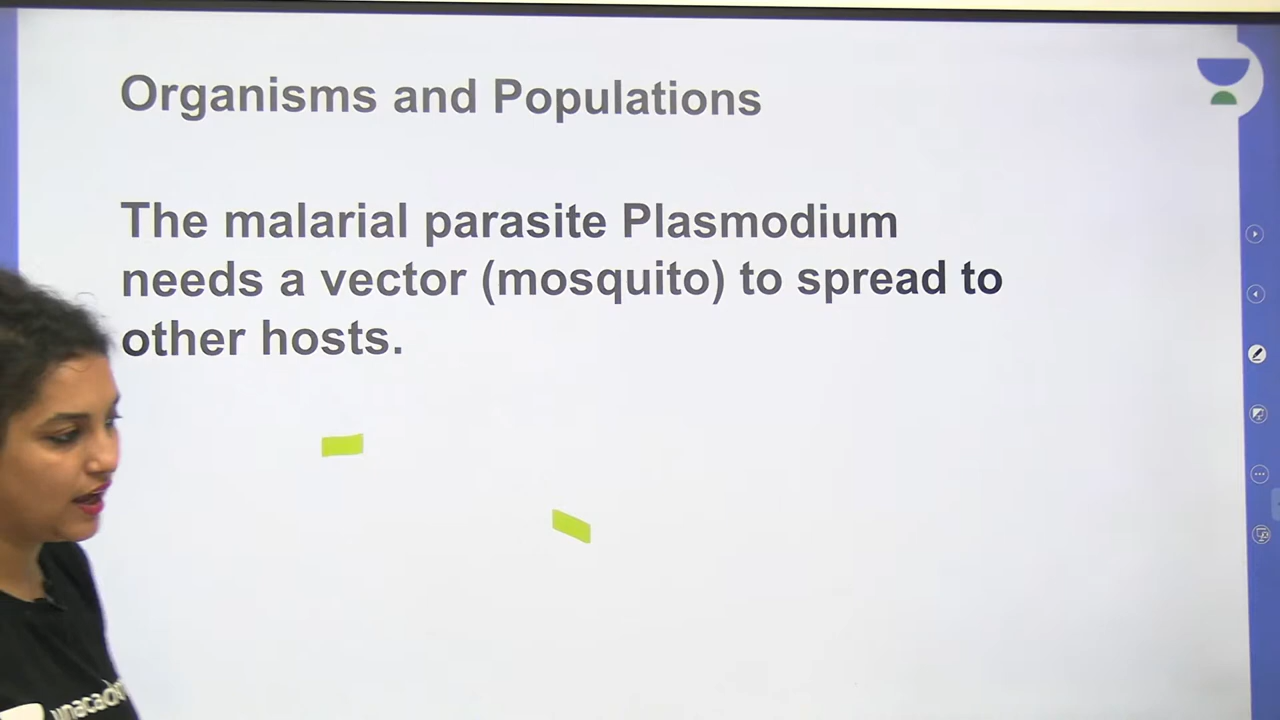 Organisms and Populations
The malarial parasite Plasmodium
needs a vector (mosquito) to spread to
other hosts.